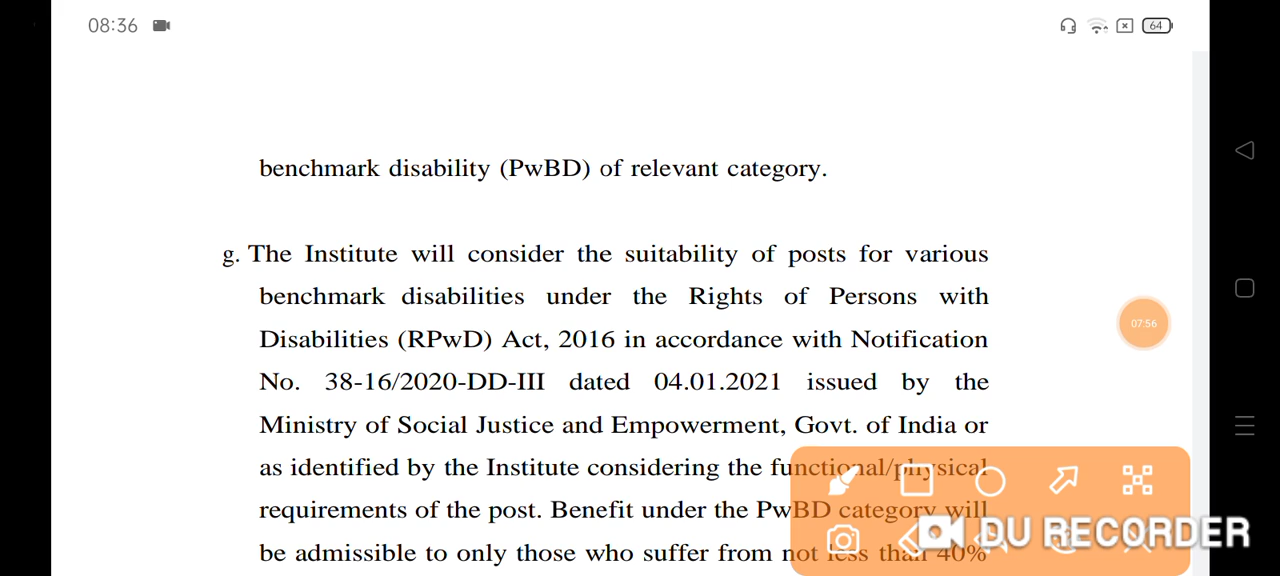 08:36
64
benchmark disability (PwBD) of relevant category.
g. The Institute will consider the suitability of posts for various
benchmark disabilities under the Rights of Persons with
Disabilities (RPwD) Act, 2016 in accordance with Notification
07:56
No. 38-16/2020-DD-III dated 04.01.2021 issued by the
Ministry of Social Justice and Empowerment, Govt. of India or
as identified by the Institute considering the functional/physical
requirements of the post. Benefit under the PwBD category will
DU RECORDER
be admissible to only those who suffer from not less than 40%